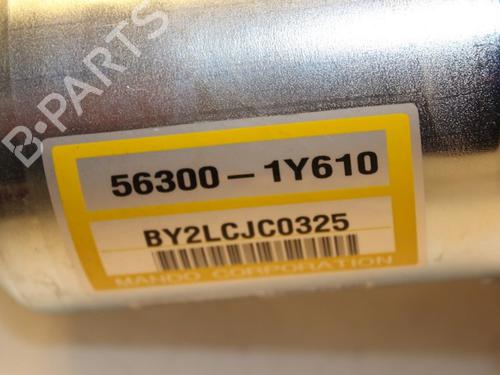 B-PARTS
56300-1Y610
BY2LCJC0325
MANDO CORPORATION